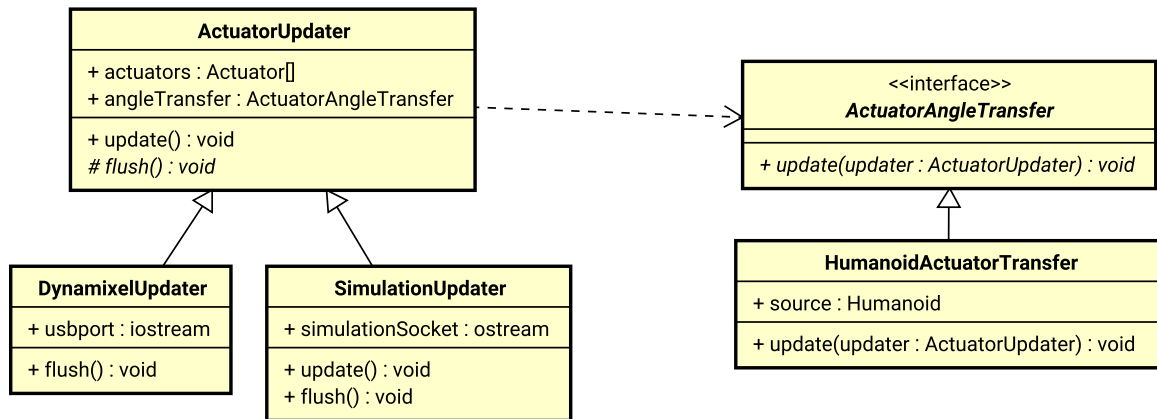 ActuatorUpdater
+ actuators : Actuator[]
+ angleTransfer : ActuatorAngleTransfer
+ update() : void
# flush() : void
<<interface>>
ActuatorAngleTransfer
+ update(updater : ActuatorUpdater) : void
DynamixelUpdater
+ usbport : iostream
+ flush() : void
SimulationUpdater
+ simulationSocket : ostream
+ update() : void
+ flush() : void
HumanoidActuatorTransfer
+ source : Humanoid
+ update(updater : ActuatorUpdater) : void